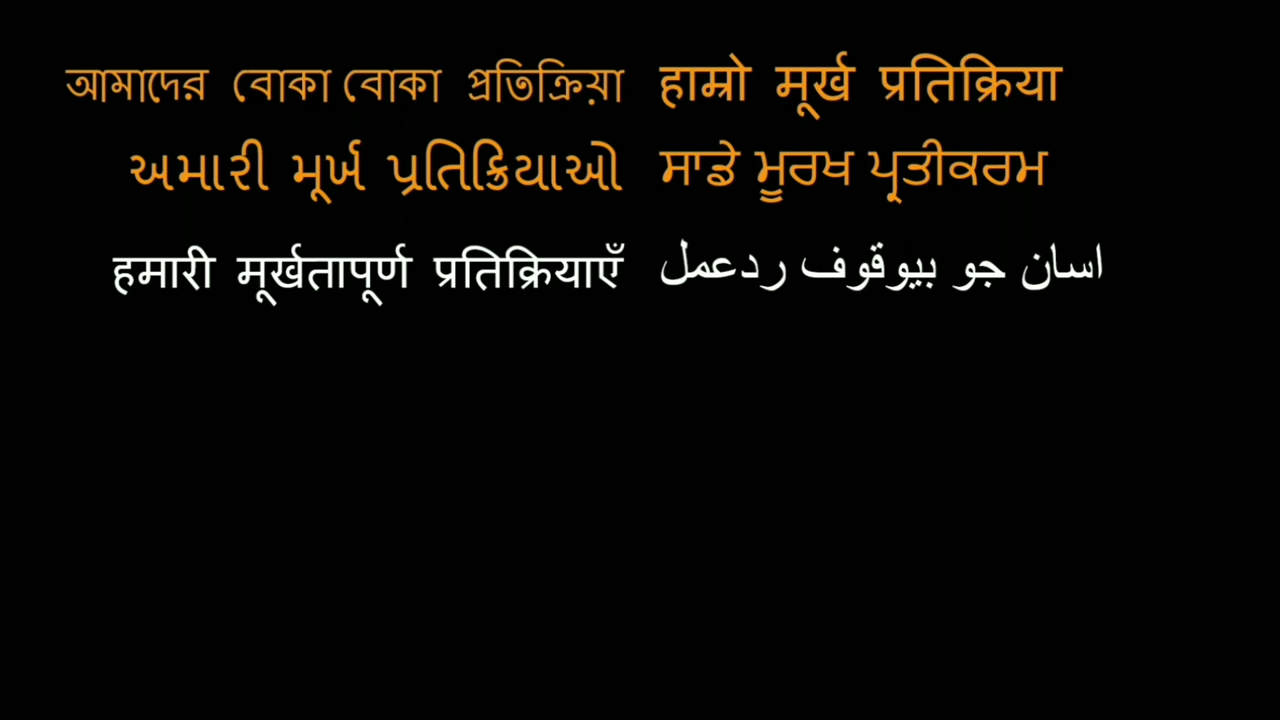 আমাদের বোকা বোকা প্রতিক্রিয়া हाम्रो मूर्ख प्रतिक्रिया
અમારી મૂર્ખ પ્રતિક્રિયાઓ ਸਾਡੇ ਮੂਰਖ ਪ੍ਰਤੀਕਰਮ
हमारी मूर्खतापूर्ण प्रतिक्रियाएँ اسان جو بيوقوف ردعمل